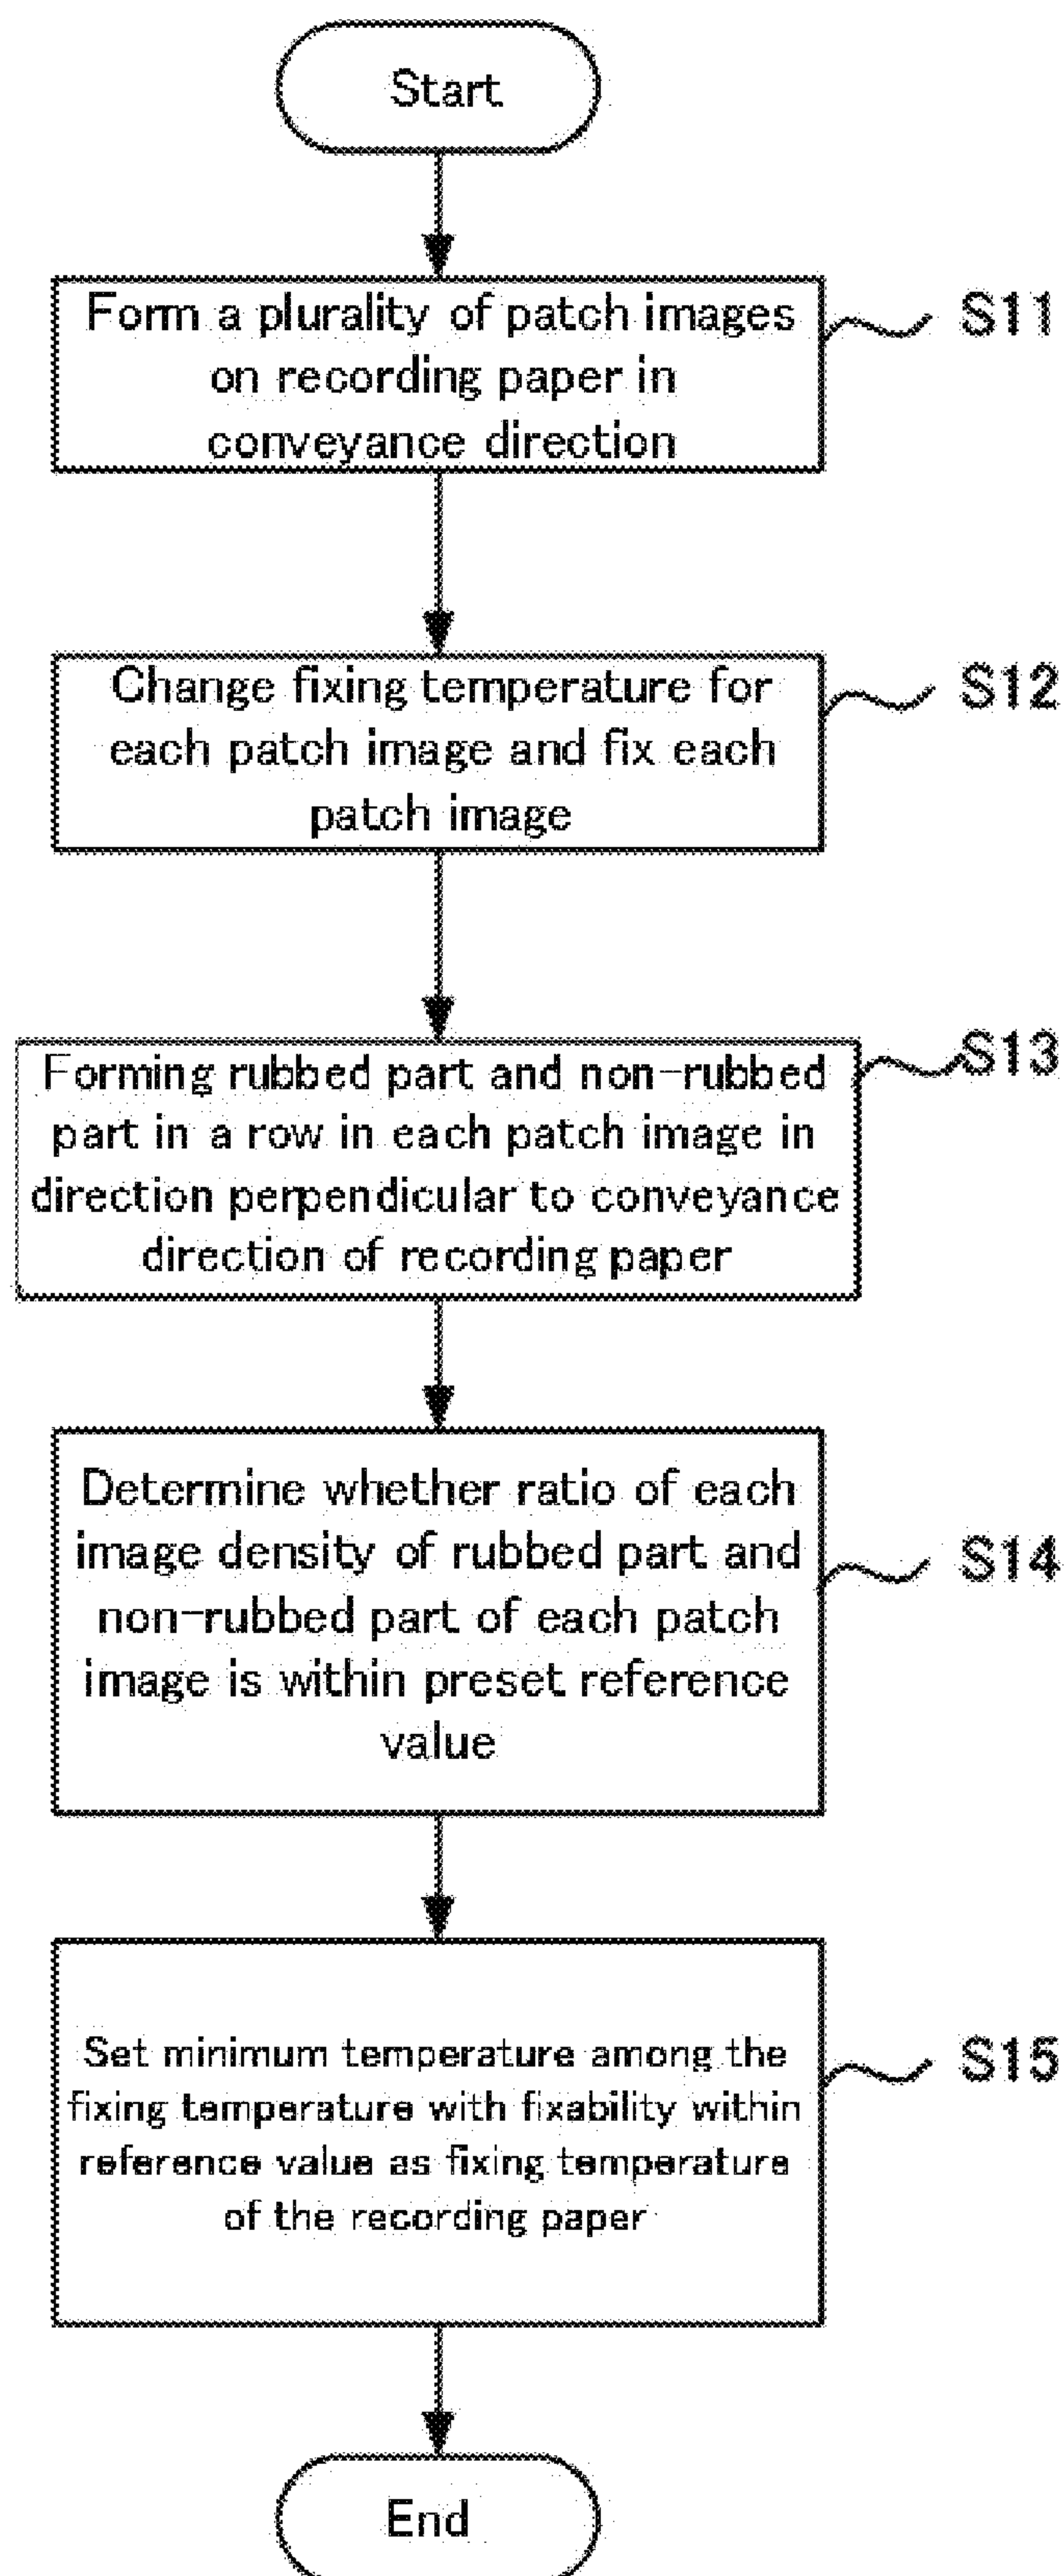 Start
Form a plurality of patch images
on recording paper in
conveyance direction
S11
Change fixing temperature for
each patch image and fix each
patch image
S12
Forming rubbed part and non-rubbed
part in a row in each patch image in
direction perpendicular to conveyance
direction of recording paper
S13
Determine whether ratio of each
image density of rubbed part and
non-rubbed part of each patch
image is within preset reference
value
S14
Set minimum temperature among the
fixing temperature with fixability within
reference value as fixing temperature
of the recording paper
S15
End